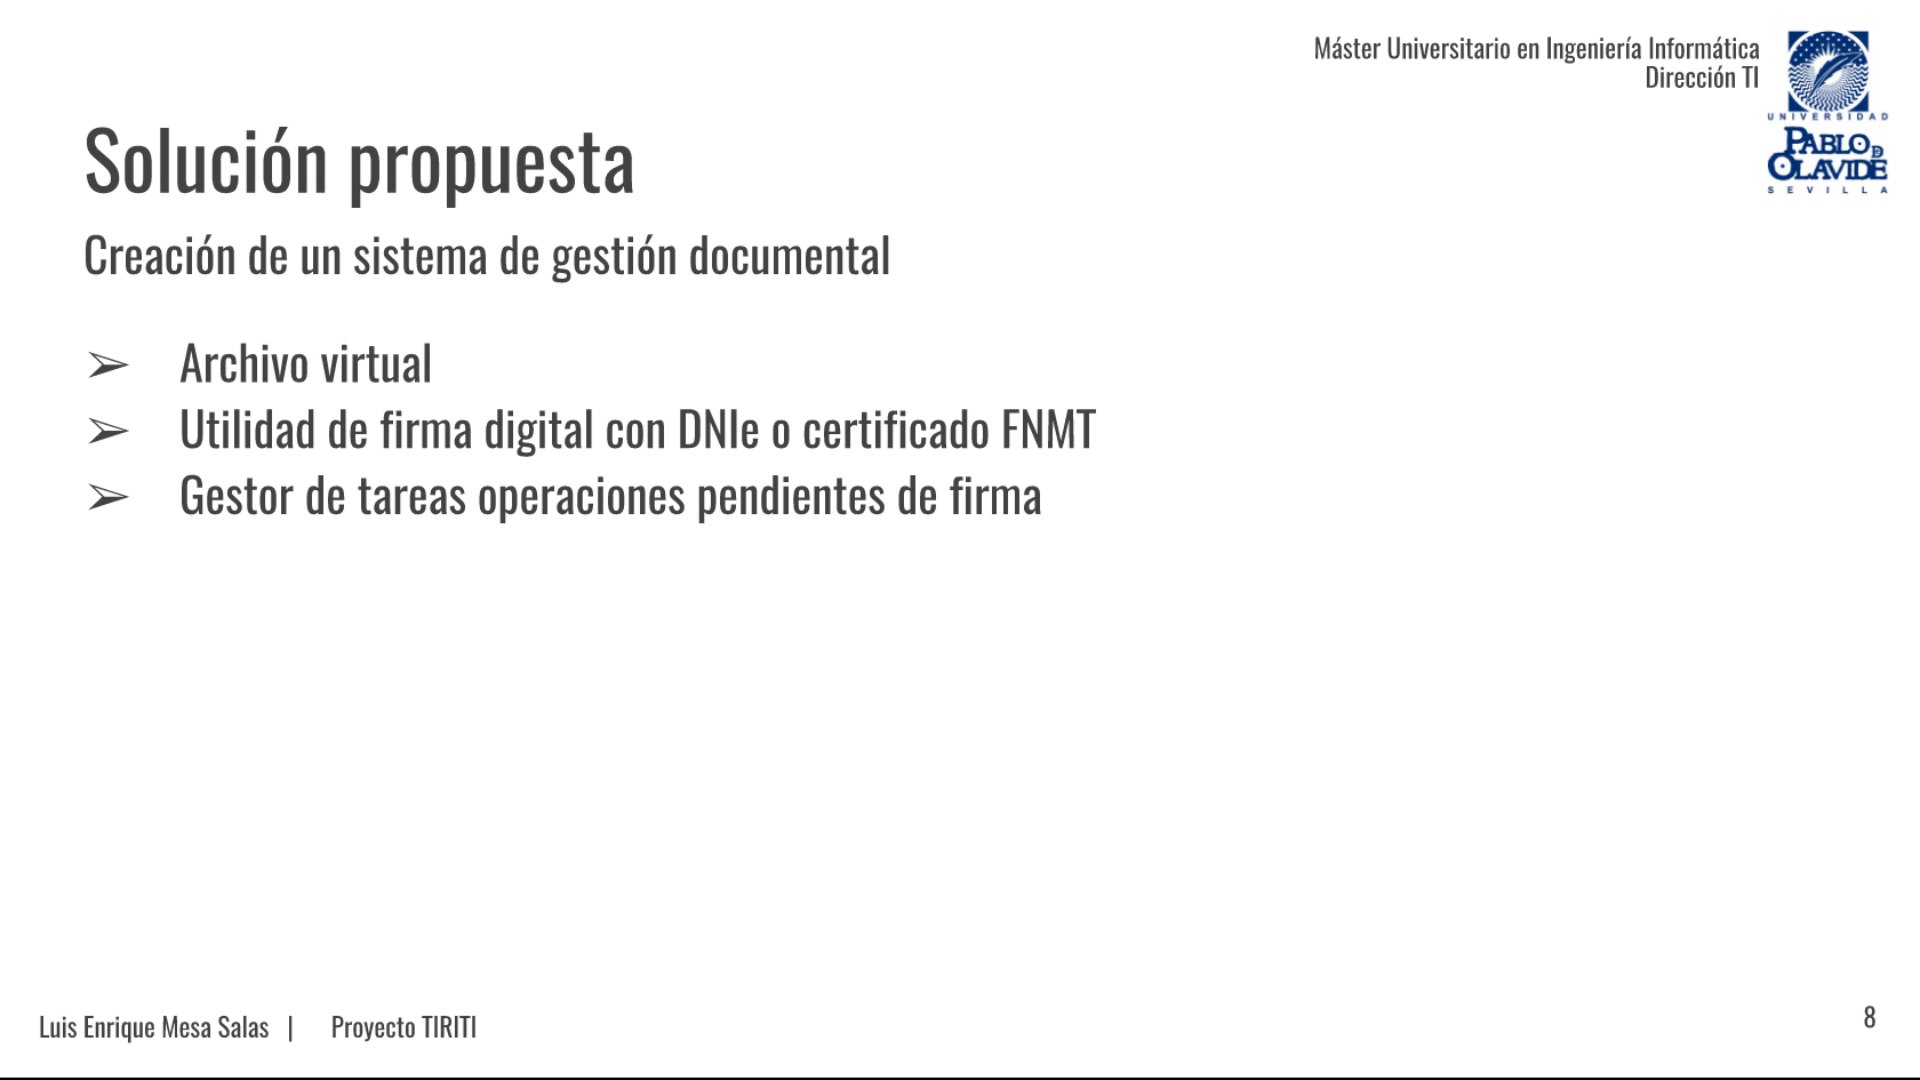 Máster Universitario en Ingeniería Informática
Dirección TI
UNIVERSIDAD
PABLO DE
OLAVIDE
SEVILLA
Solución propuesta
Creación de un sistema de gestión documental
➢ Archivo virtual
➢ Utilidad de firma digital con DNIe o certificado FNMT
➢ Gestor de tareas operaciones pendientes de firma
Luis Enrique Mesa Salas | Proyecto TIRITI
8